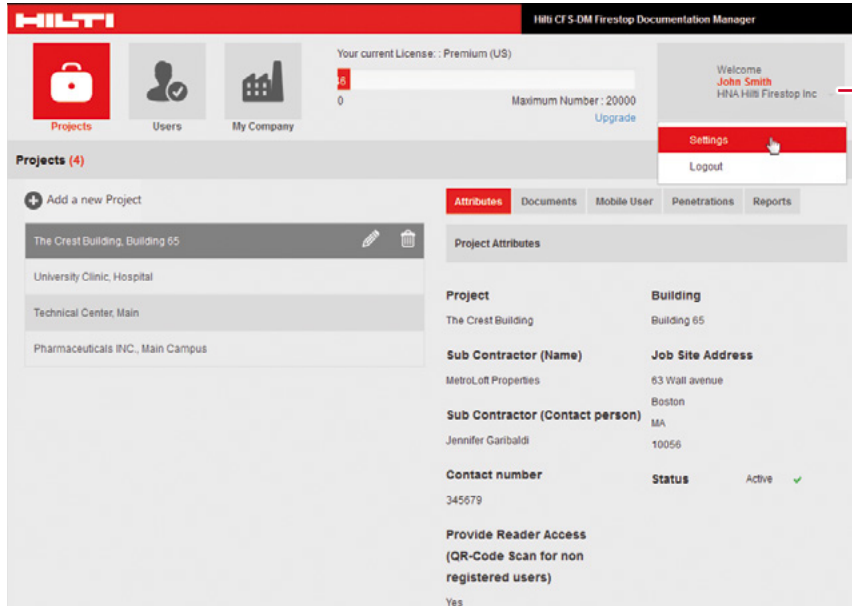 HILTI
Hilti CFS-DM Firestop Documentation Manager
Your current License: : Premium (US)
0
Maximum Number : 20000
Upgrade
Welcome
John Smith
HNA Hilti Firestop Inc
Projects
Users
My Company
Settings
Logout
Projects (4)
Add a new Project
The Crest Building, Building 65
University Clinic, Hospital
Technical Center, Main
Pharmaceuticals INC., Main Campus
Attributes
Documents
Mobile User
Penetrations
Reports
Project Attributes
Project
The Crest Building
Building
Building 65
Sub Contractor (Name)
MetroLoft Properties
Job Site Address
63 Wall avenue
Boston
MA
10056
Sub Contractor (Contact person)
Jennifer Garibaldi
Contact number
345679
Status
Active
Provide Reader Access
(QR-Code Scan for non
registered users)
Yes